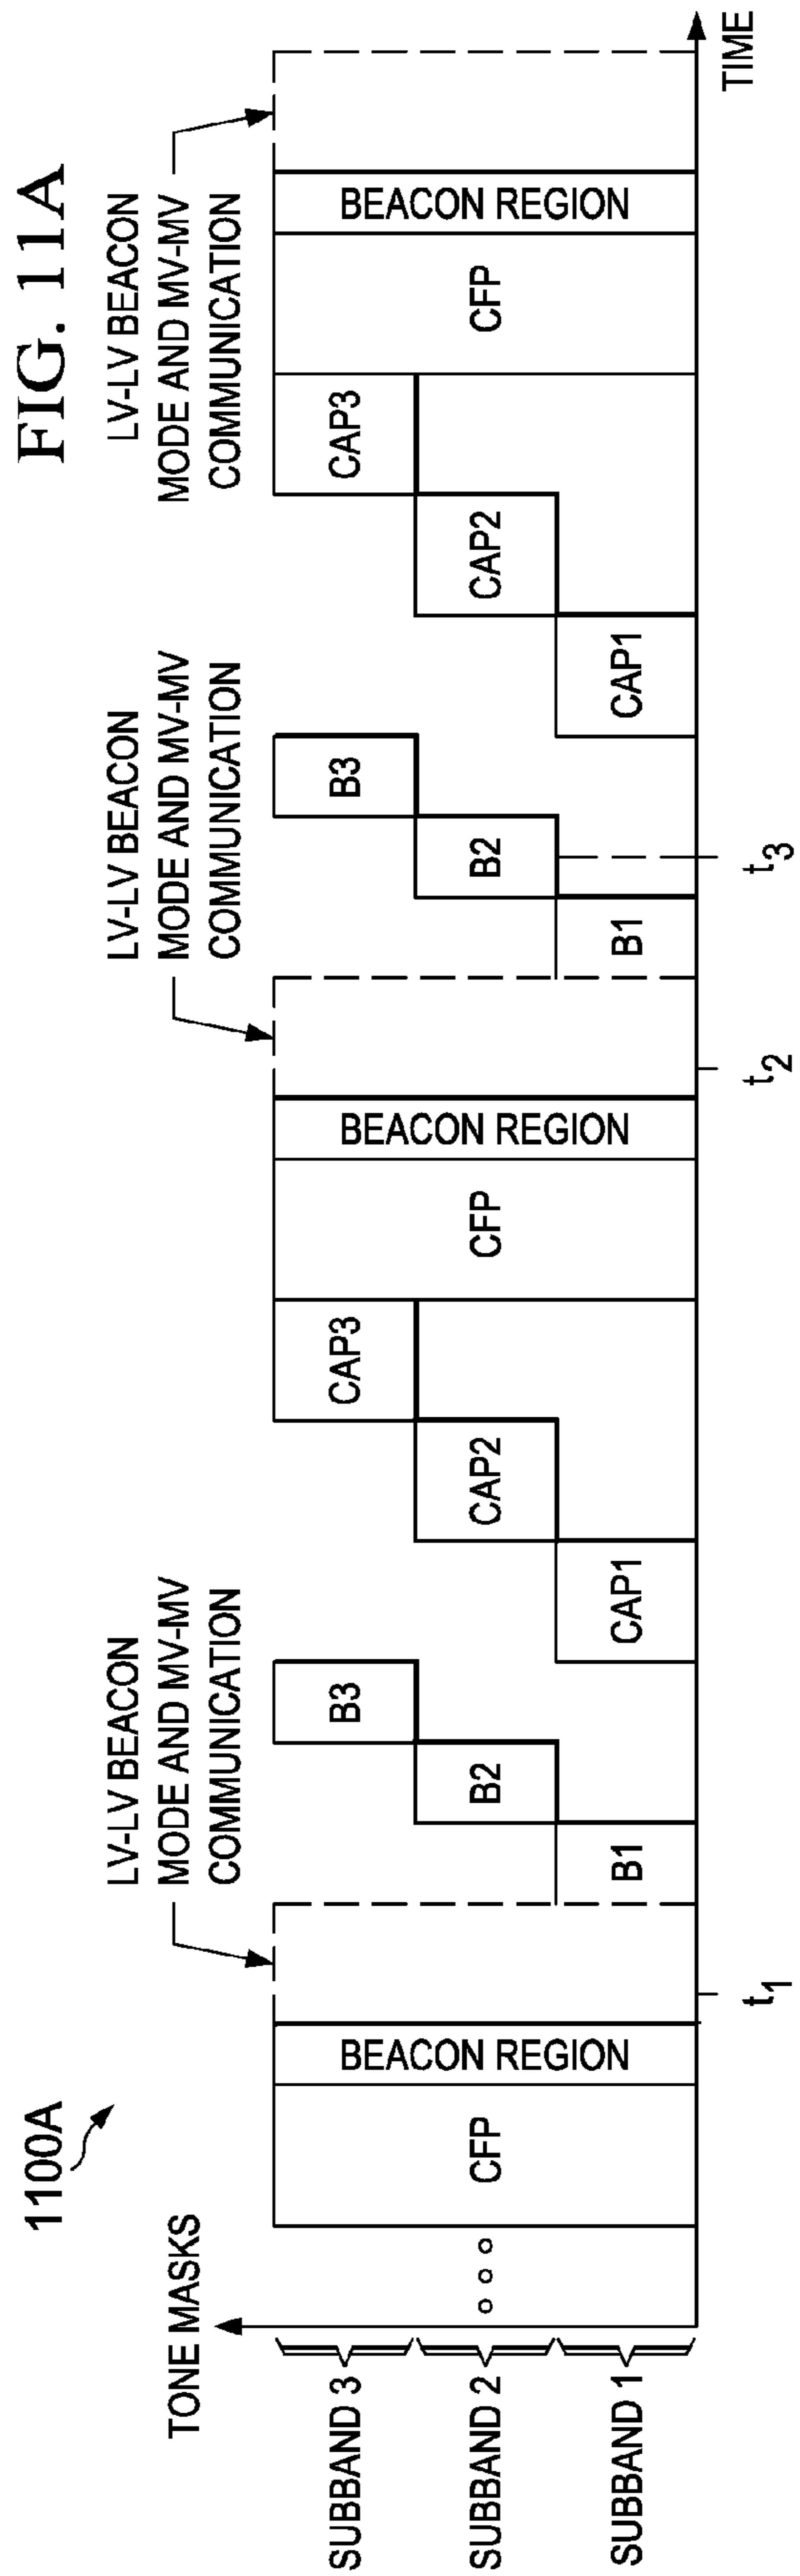 FIG. 11A
1100A
TONE MASKS
SUBBAND 3
SUBBAND 2
SUBBAND 1
CFP
BEACON REGION
t1
LV-LV BEACON
MODE AND MV-MV
COMMUNICATION
B1
B2
B3
CAP1
CAP2
CAP3
CFP
BEACON REGION
t2
LV-LV BEACON
MODE AND MV-MV
COMMUNICATION
B1
B2
B3
t3
CAP1
CAP2
CAP3
CFP
BEACON REGION
LV-LV BEACON
MODE AND MV-MV
COMMUNICATION
TIME